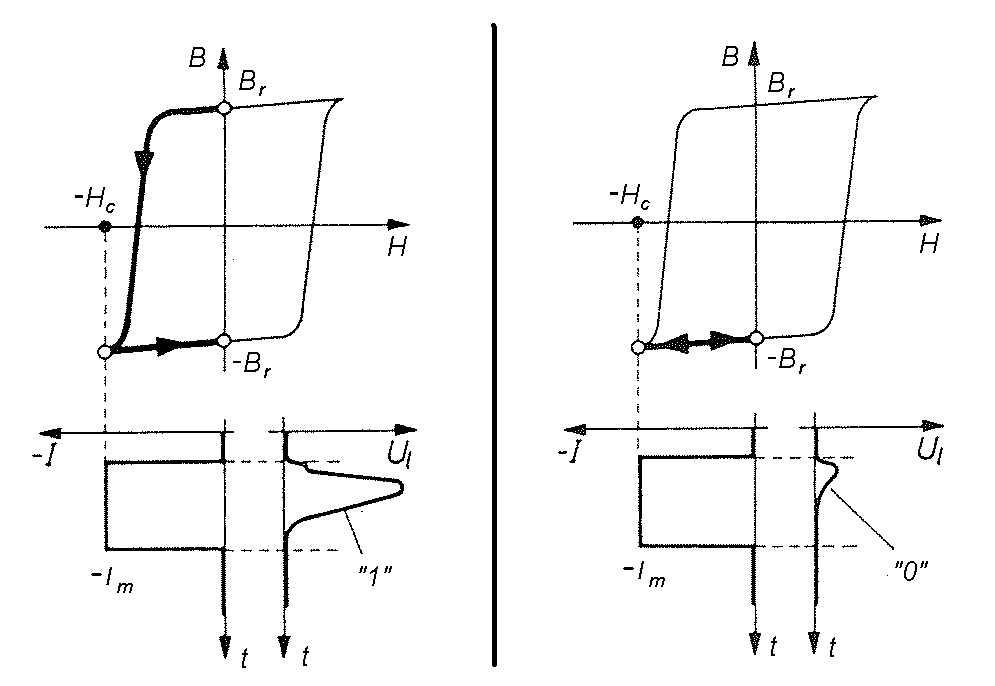 B
B_r
-H_c
H
-B_r
-I
U_l
-I_m
"1"
t
t
B
B_r
-H_c
H
-B_r
-I
U_l
-I_m
"0"
t
t